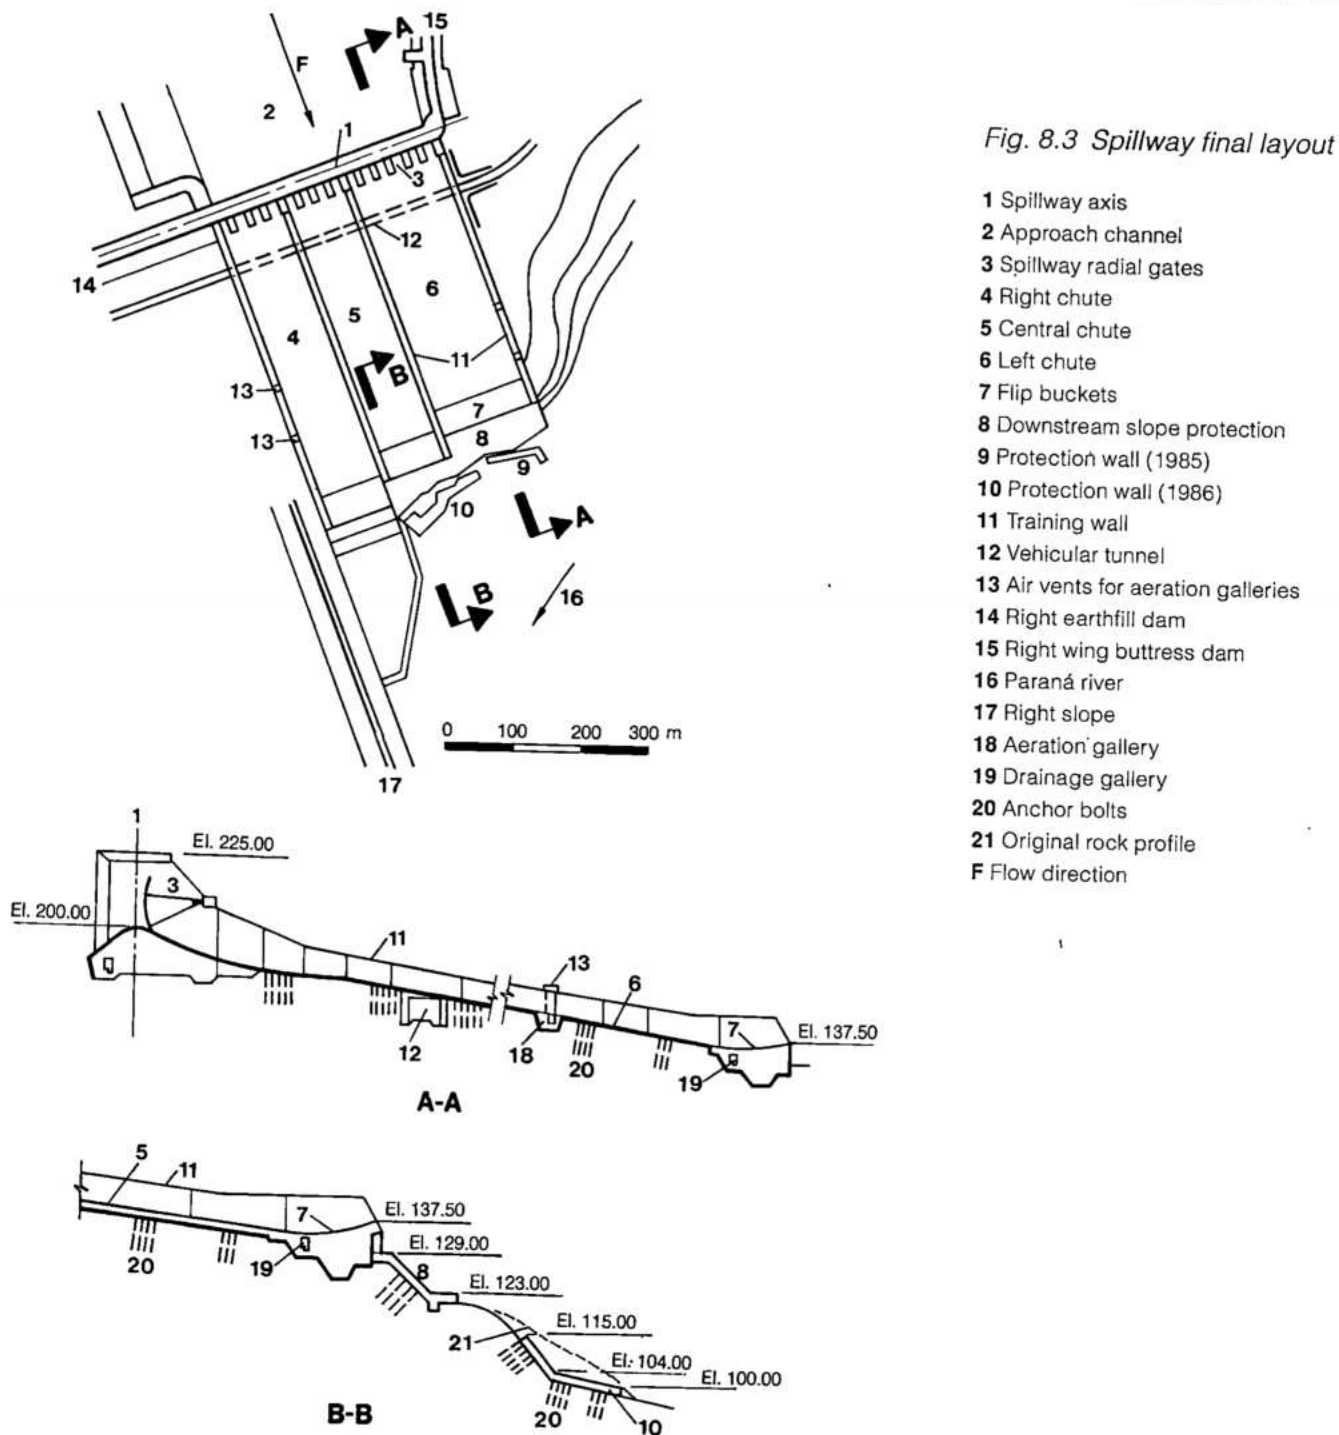 A 15
F
2
1
3
12
14
6
5
4
11
B
13
7
13
8
9
10
A
B
16
0 100 200 300 m
17
Fig. 8.3 Spillway final layout
1 Spillway axis
2 Approach channel
3 Spillway radial gates
4 Right chute
5 Central chute
6 Left chute
7 Flip buckets
8 Downstream slope protection
9 Protection wall (1985)
10 Protection wall (1986)
11 Training wall
12 Vehicular tunnel
13 Air vents for aeration galleries
14 Right earthfill dam
15 Right wing buttress dam
16 Paraná river
17 Right slope
18 Aeration gallery
19 Drainage gallery
20 Anchor bolts
21 Original rock profile
F Flow direction
1
El. 225.00
3
El. 200.00
11
13
6
7
El. 137.50
12
18
20
19
A-A
5
11
7
El. 137.50
El. 129.00
20
19
8
El. 123.00
El. 115.00
21
El. 104.00
El. 100.00
20
10
B-B